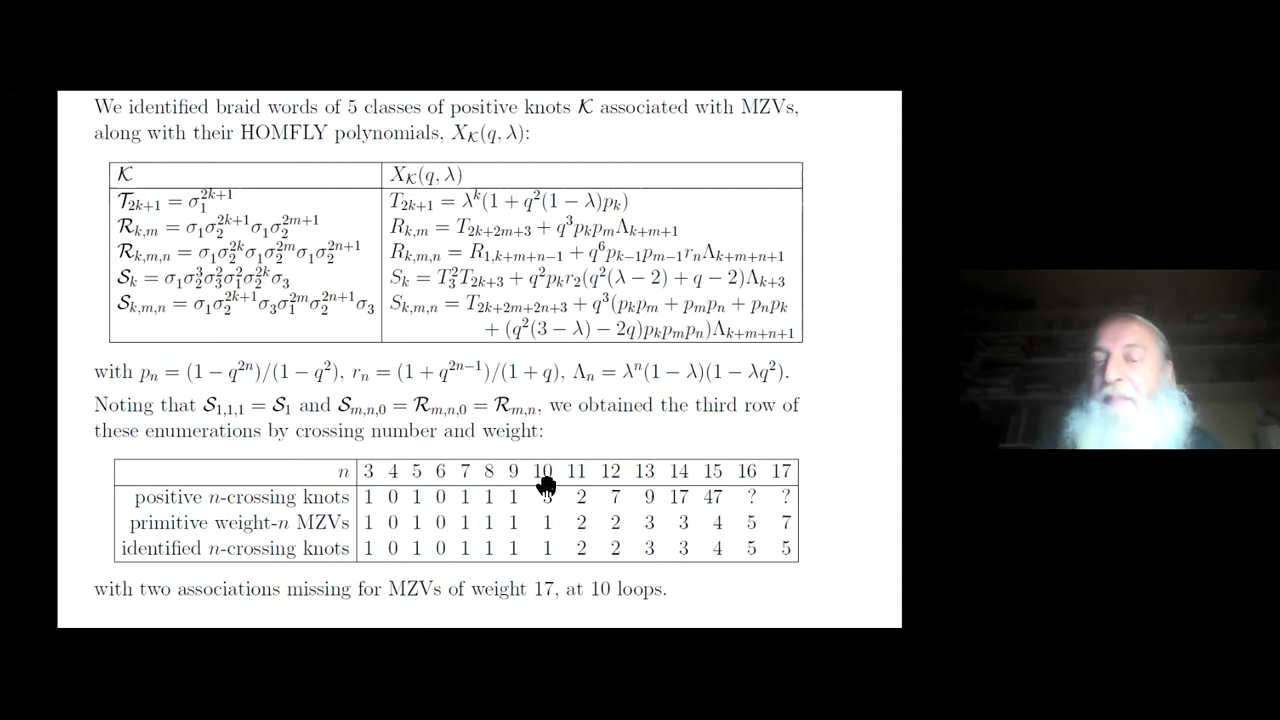 We identified braid words of 5 classes of positive knots 𝒦 associated with MZVs,
along with their HOMFLY polynomials, X_𝒦(q, λ):
𝒦 X_𝒦(q, λ)
𝒯_{2k+1} = σ_1^{2k+1} T_{2k+1} = λ^k(1 + q^2(1 − λ)p_k)
ℛ_{k,m} = σ_1σ_2^{2k+1}σ_1σ_2^{2m+1} R_{k,m} = T_{2k+2m+3} + q^3p_kp_mΛ_{k+m+1}
ℛ_{k,m,n} = σ_1σ_2^{2k}σ_1σ_2^{2m}σ_1σ_2^{2n+1} R_{k,m,n} = R_{1,k+m+n−1} + q^6p_{k−1}p_{m−1}r_nΛ_{k+m+n+1}
𝒮_k = σ_1σ_2^3σ_3^2σ_1^2σ_2^{2k}σ_3 S_k = T_3^2T_{2k+3} + q^2p_kr_2(q^2(λ − 2) + q − 2)Λ_{k+3}
𝒮_{k,m,n} = σ_1σ_2^{2k+1}σ_3σ_1^{2m}σ_2^{2n+1}σ_3 S_{k,m,n} = T_{2k+2m+2n+3} + q^3(p_kp_m + p_mp_n + p_np_k
+ (q^2(3 − λ) − 2q)p_kp_mp_n)Λ_{k+m+n+1}
with p_n = (1 − q^{2n})/(1 − q^2), r_n = (1 + q^{2n−1})/(1 + q), Λ_n = λ^n(1 − λ)(1 − λq^2).
Noting that 𝒮_{1,1,1} = 𝒮_1 and 𝒮_{m,n,0} = ℛ_{m,n,0} = ℛ_{m,n}, we obtained the third row of
these enumerations by crossing number and weight:
n 3 4 5 6 7 8 9 10 11 12 13 14 15 16 17
positive n-crossing knots 1 0 1 0 1 1 1 3 2 7 9 17 47 ? ?
primitive weight-n MZVs 1 0 1 0 1 1 1 1 2 2 3 3 4 5 7
identified n-crossing knots 1 0 1 0 1 1 1 1 2 2 3 3 4 5 5
with two associations missing for MZVs of weight 17, at 10 loops.